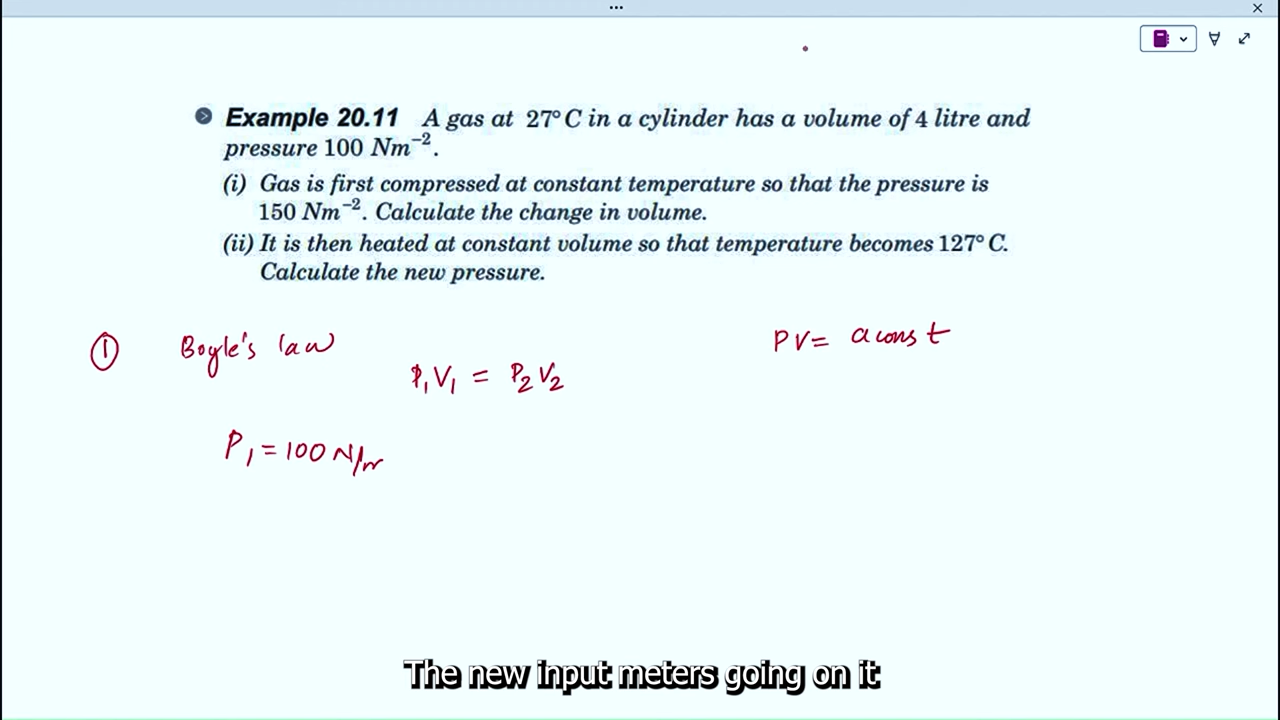 Example 20.11 A gas at 27°C in a cylinder has a volume of 4 litre and
pressure 100 Nm⁻².
(i) Gas is first compressed at constant temperature so that the pressure is
150 Nm⁻². Calculate the change in volume.
(ii) It is then heated at constant volume so that temperature becomes 127°C.
Calculate the new pressure.
① Boyle's law
PV = a const
P₁V₁ = P₂V₂
P₁ = 100 N/m
The new input meters going on it